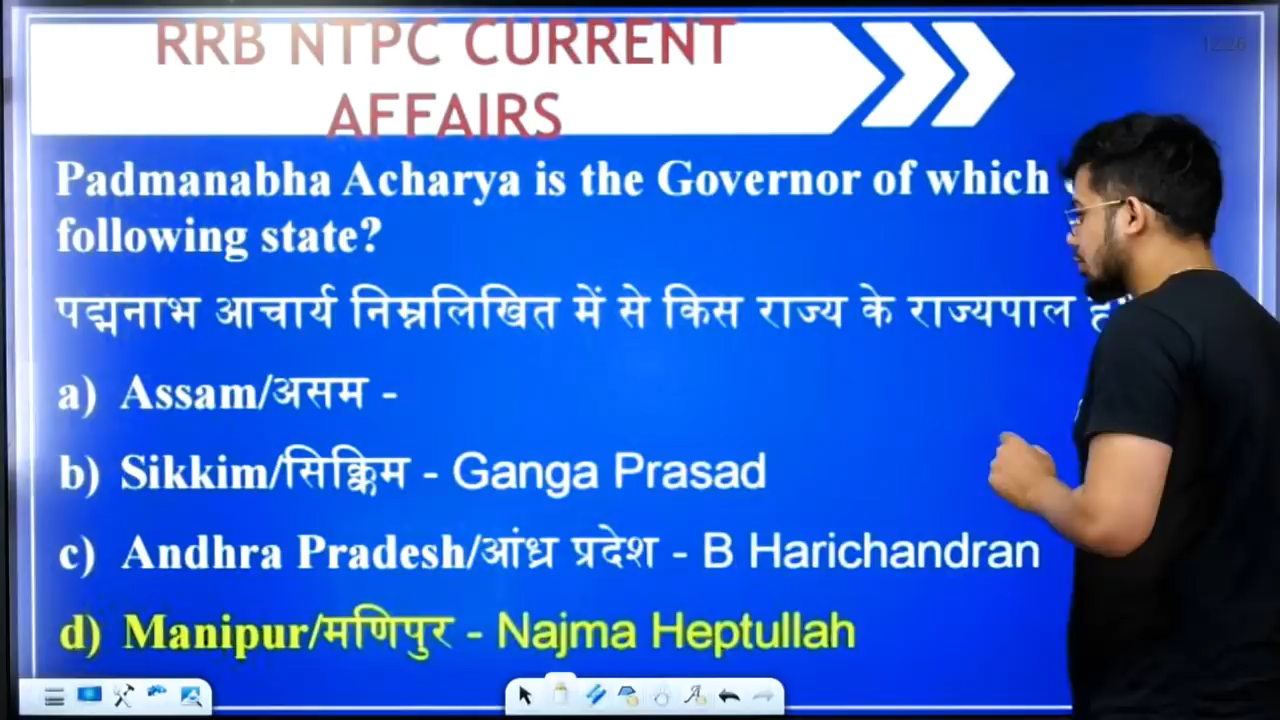 RRB NTPC CURRENT
AFFAIRS
Padmanabha Acharya is the Governor of which
following state?
पद्मनाभ आचार्य निम्नलिखित में से किस राज्य के राज्यपाल
a) Assam/असम -
b) Sikkim/सिक्किम - Ganga Prasad
c) Andhra Pradesh/आंध्र प्रदेश - B Harichandran
d) Manipur/मणिपुर - Najma Heptullah